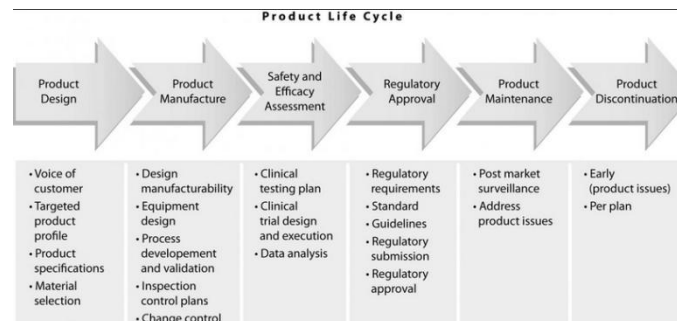 Product Life Cycle
Product
Design
Product
Manufacture
Safety and
Efficacy
Assessment
Regulatory
Approval
Product
Maintenance
Product
Discontinuation
• Voice of
customer
• Targeted
product
profile
• Product
specifications
• Material
selection
• Design
manufacturability
• Equipment
design
• Process
developement
and validation
• Inspection
control plans
• Change control
• Clinical
testing plan
• Clinical
trial design
and execution
• Data analysis
• Regulatory
requirements
• Standard
• Guidelines
• Regulatory
submission
• Regulatory
approval
• Post market
surveillance
• Address
product issues
• Early
(product issues)
• Per plan